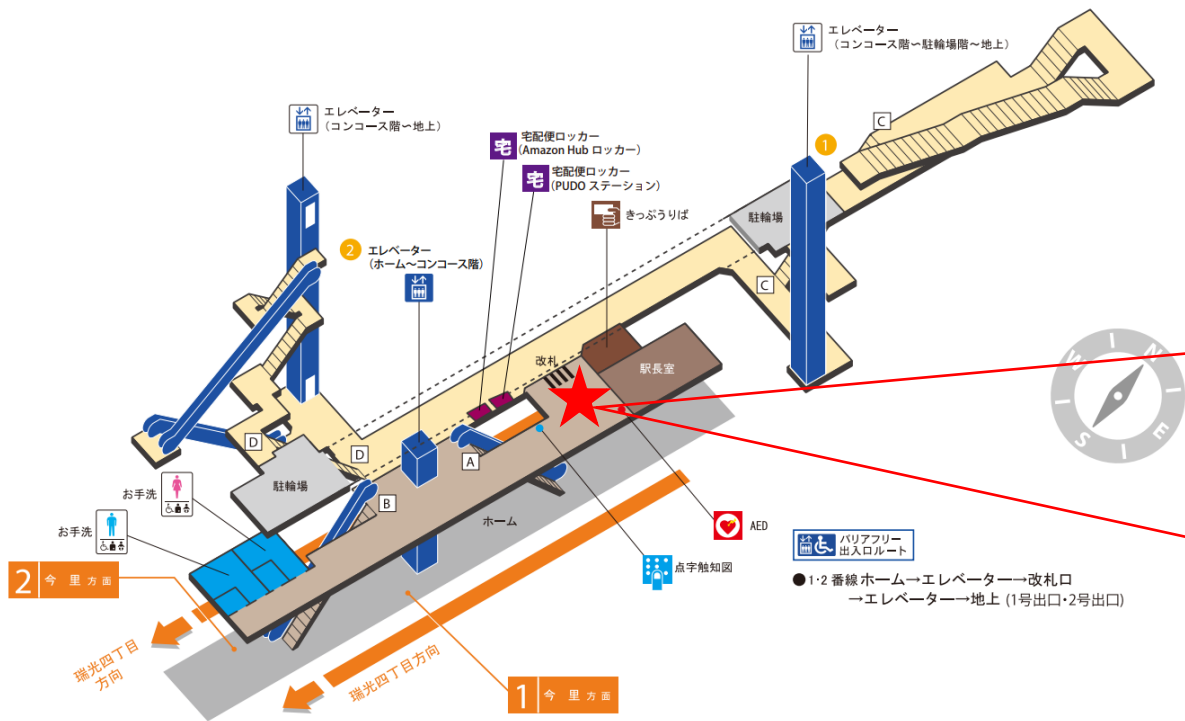 エレベーター
（コンコース階〜駐輪場階〜地上）
C
エレベーター
（コンコース階〜地上）
宅
宅配便ロッカー
(Amazon Hub ロッカー)
宅
宅配便ロッカー
(PUDO ステーション)
きっぷうりば
1
駐輪場
2
エレベーター
（ホーム〜コンコース階）
C
改札
駅長室
N
W
E
S
D
D
A
駐輪場
B
お手洗
お手洗
ホーム
AED
点字触知図
バリアフリー
出入口ルート
●1･2 番線 ホーム→エレベーター→改札口
→エレベーター→地上 (1号出口･2号出口)
2 今 里 方 面
瑞光四丁目
方向
瑞光四丁目方向
1 今 里 方 面